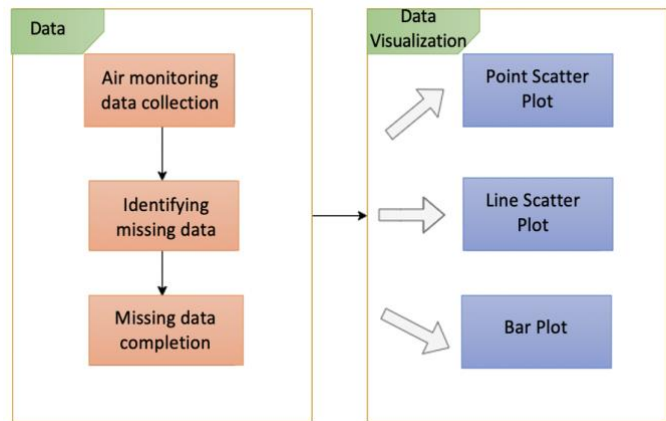 Data
Air monitoring
data collection
Identifying
missing data
Missing data
completion
Data
Visualization
Point Scatter
Plot
Line Scatter
Plot
Bar Plot